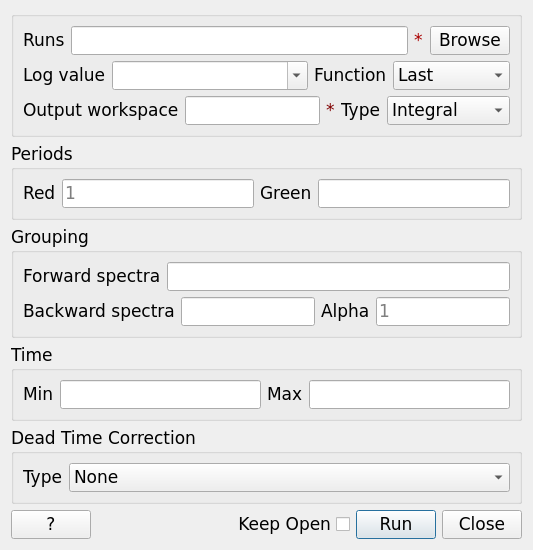 Runs * Browse
Log value Function Last
Output workspace * Type Integral
Periods
Red 1 Green
Grouping
Forward spectra
Backward spectra Alpha 1
Time
Min Max
Dead Time Correction
Type None
? Keep Open Run Close